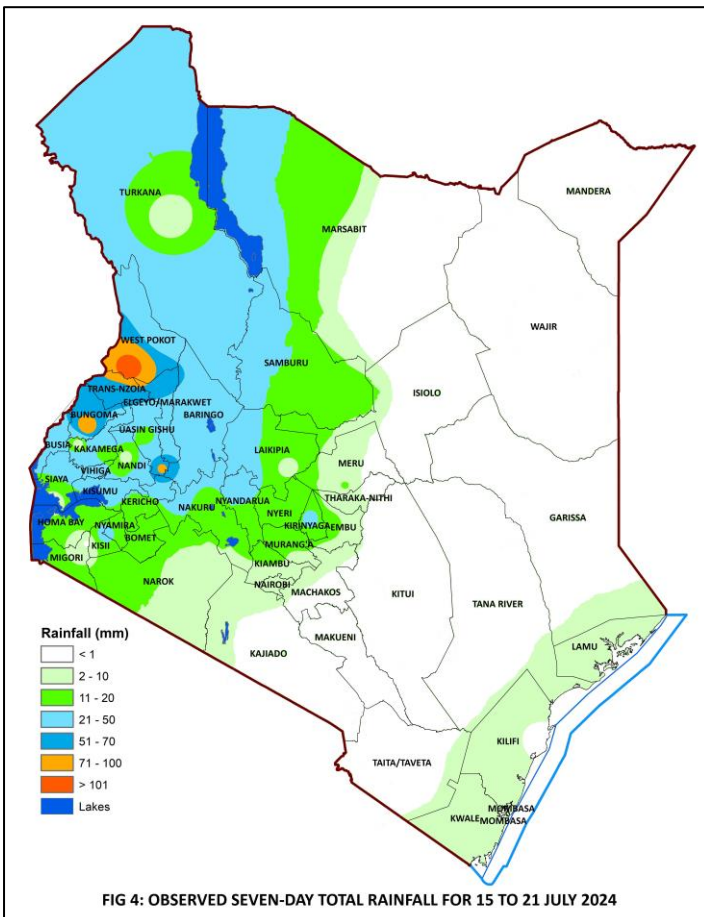 TURKANA
MANDERA
MARSABIT
WAJIR
WEST POKOT
SAMBURU
TRANS-NZOIA
ISIOLO
ELGEYO/MARAKWET
BARINGO
BUNGOMA
UASIN GISHU
BUSIA
KAKAMEGA
LAIKIPIA
MERU
NANDI
VIHIGA
SIAYA
KISUMU
THARAKA-NITHI
KERICHO
NAKURU
NYANDARUA
GARISSA
NYERI
HOMA BAY
NYAMIRA
KIRINYAGA
EMBU
KISII
BOMET
MURANG'A
MIGORI
KIAMBU
NAROK
NAIROBI
MACHAKOS
KITUI
TANA RIVER
MAKUENI
KAJIADO
LAMU
KILIFI
TAITA/TAVETA
MOMBASA
KWALE
MOMBASA
Rainfall (mm)
< 1
2 - 10
11 - 20
21 - 50
51 - 70
71 - 100
> 101
Lakes
FIG 4: OBSERVED SEVEN-DAY TOTAL RAINFALL FOR 15 TO 21 JULY 2024